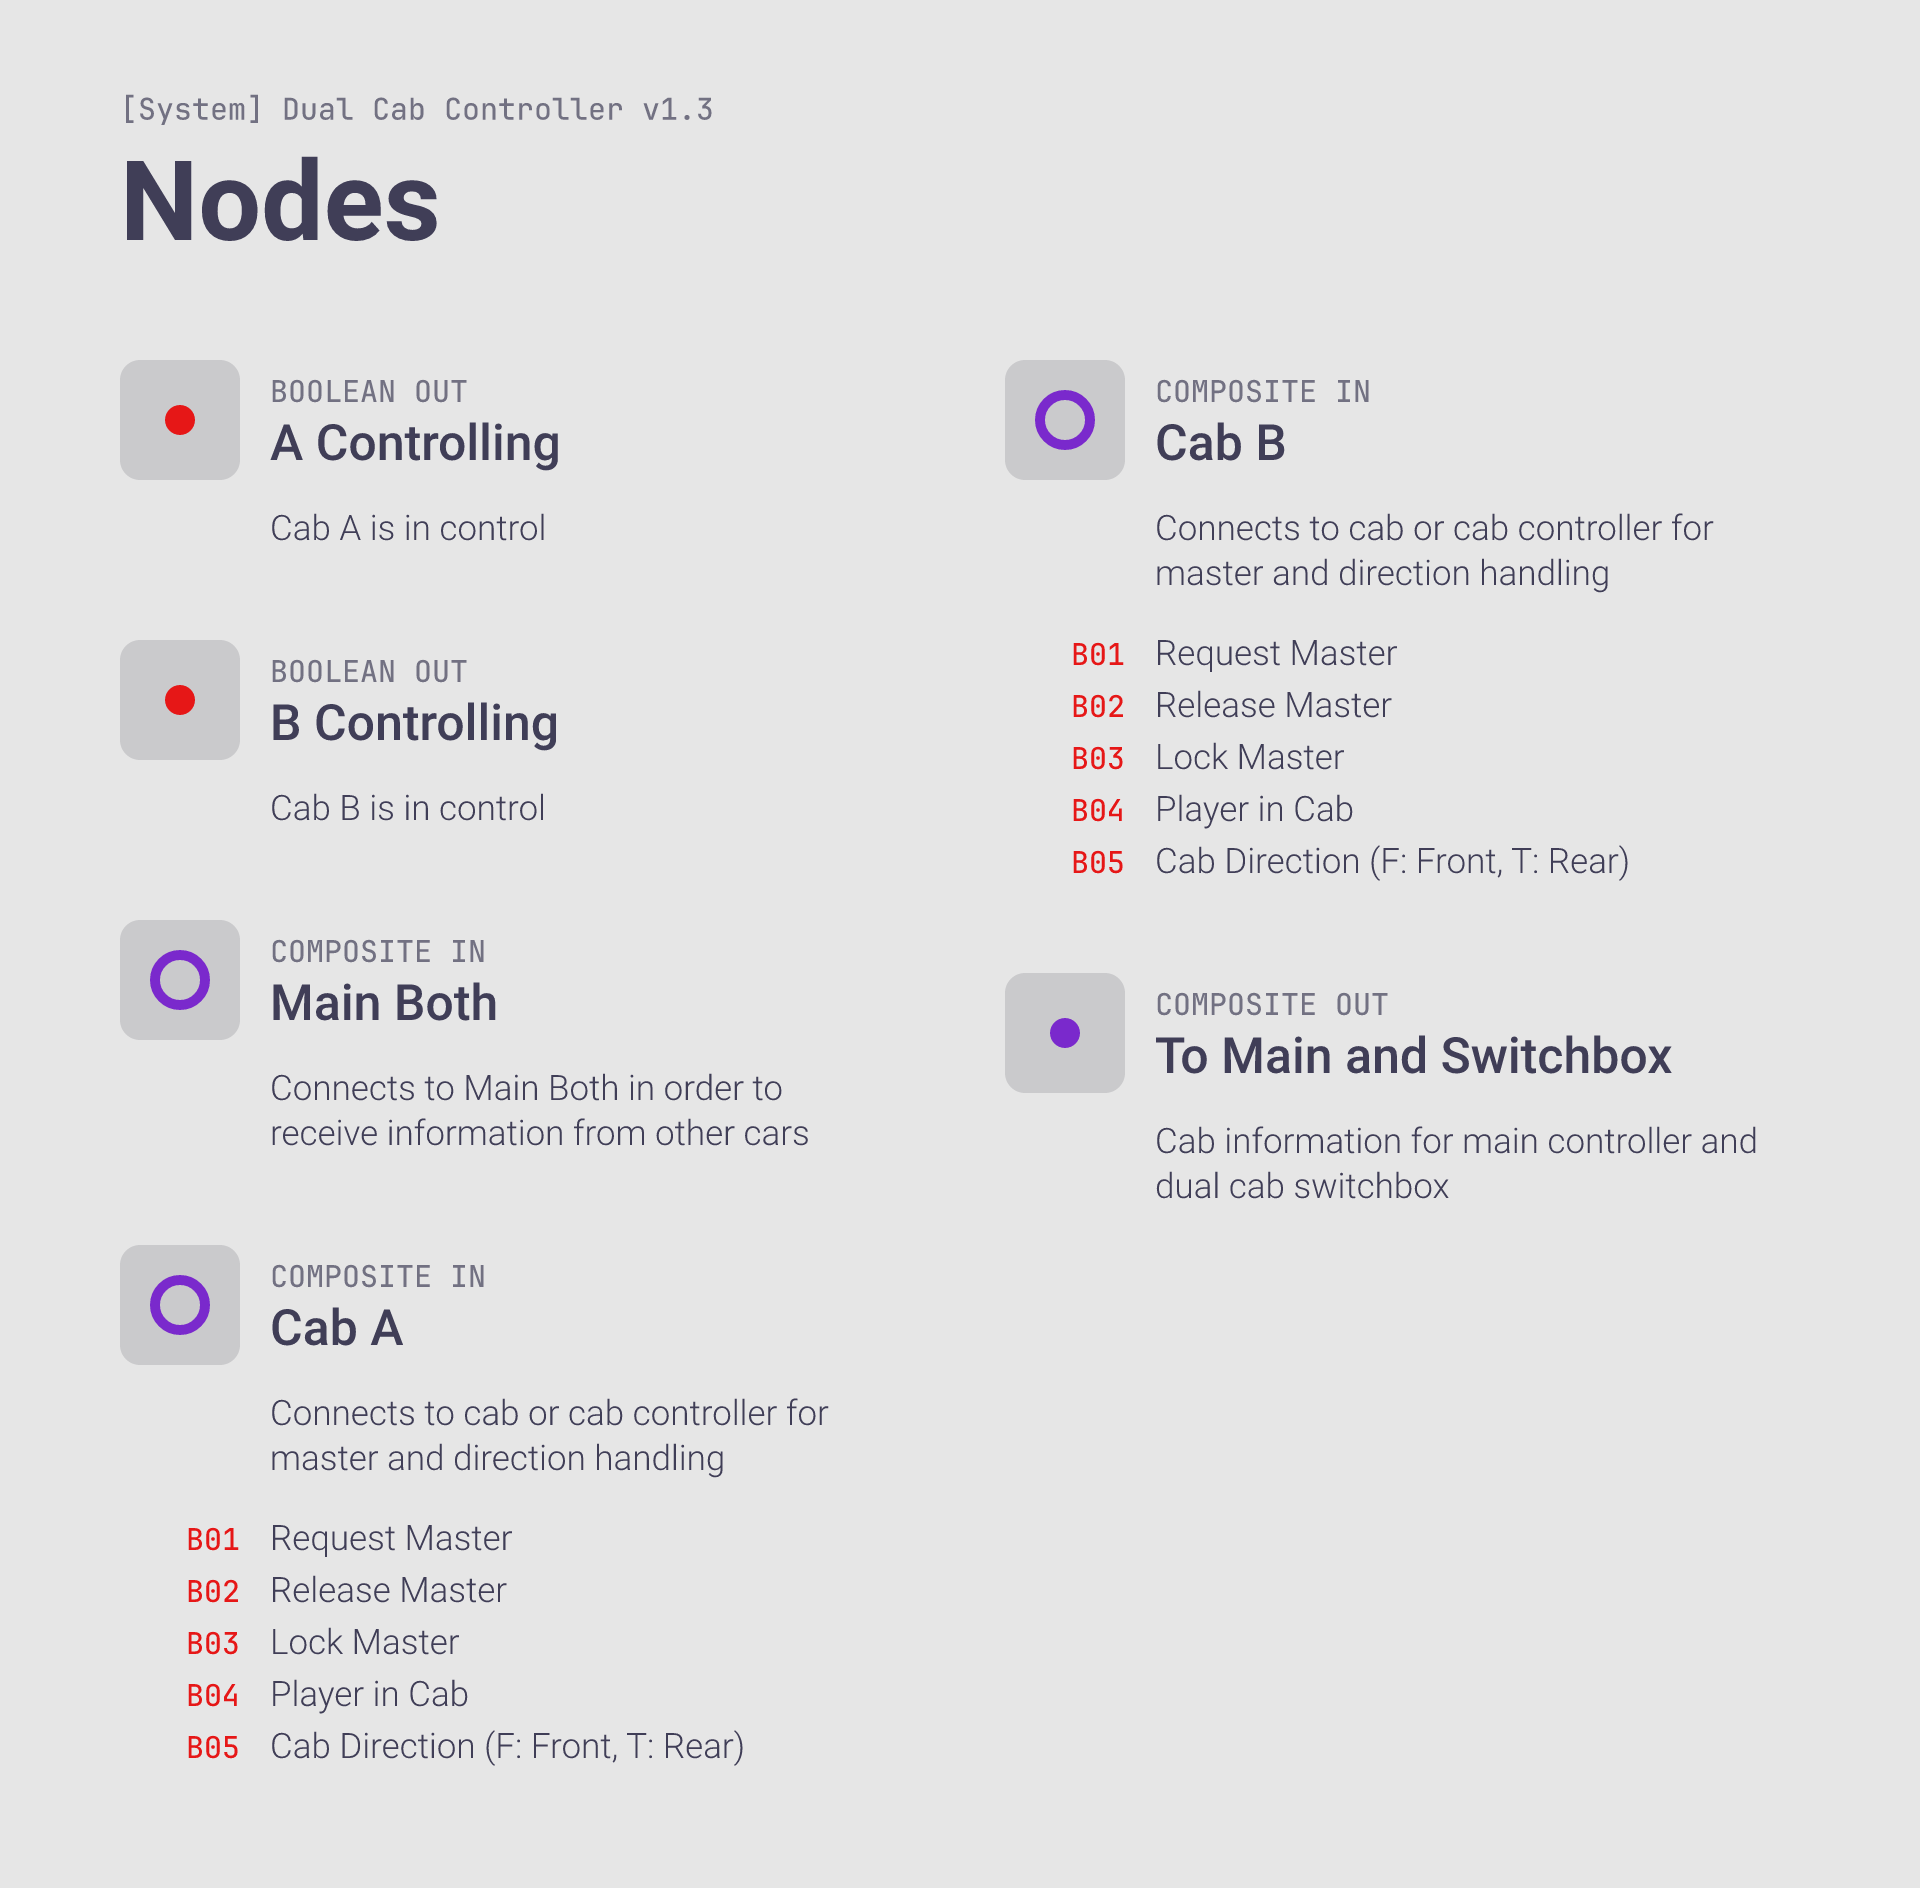 [System] Dual Cab Controller v1.3
Nodes
BOOLEAN OUT
A Controlling
Cab A is in control
BOOLEAN OUT
B Controlling
Cab B is in control
COMPOSITE IN
Main Both
Connects to Main Both in order to
receive information from other cars
COMPOSITE IN
Cab A
Connects to cab or cab controller for
master and direction handling
B01 Request Master
B02 Release Master
B03 Lock Master
B04 Player in Cab
B05 Cab Direction (F: Front, T: Rear)
COMPOSITE IN
Cab B
Connects to cab or cab controller for
master and direction handling
B01 Request Master
B02 Release Master
B03 Lock Master
B04 Player in Cab
B05 Cab Direction (F: Front, T: Rear)
COMPOSITE OUT
To Main and Switchbox
Cab information for main controller and
dual cab switchbox